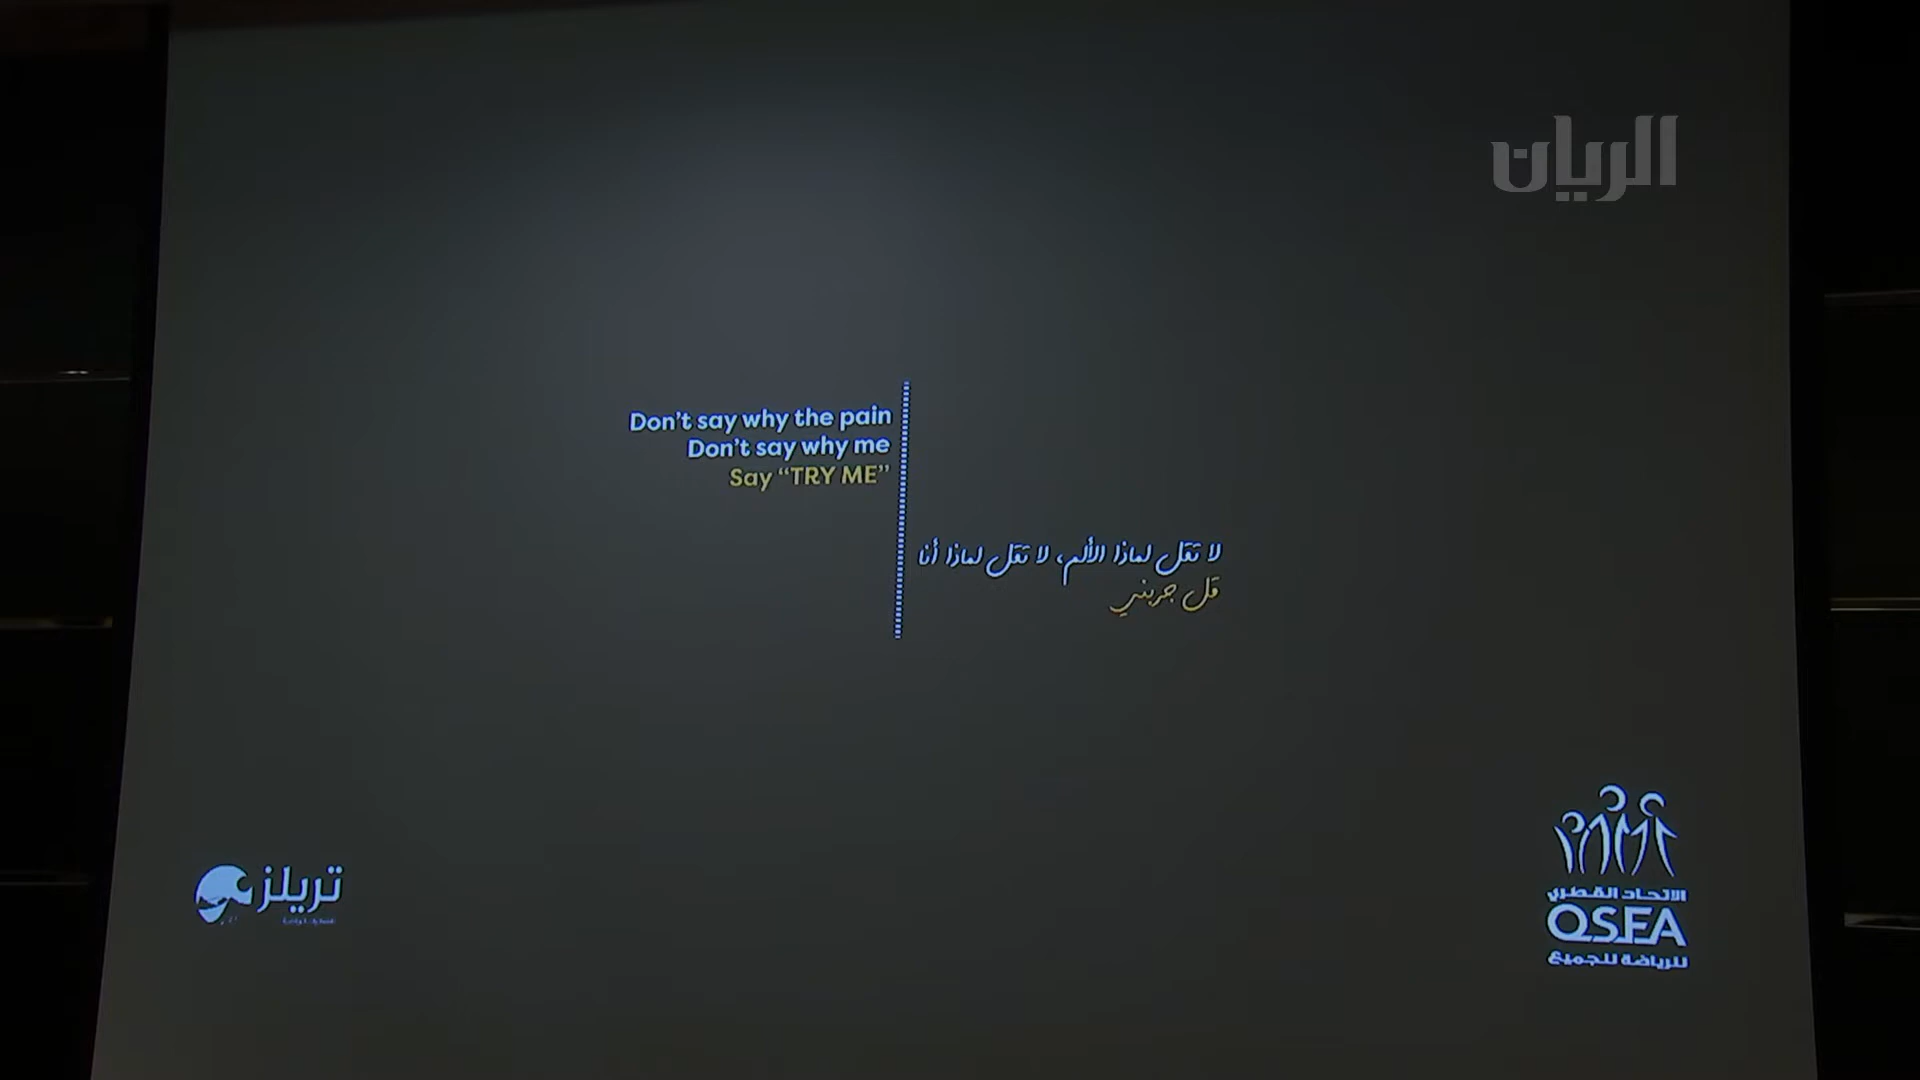 الريان
Don't say why the pain
Don't say why me
Say “TRY ME”
لا تقل لماذا الألم، لا تقل لماذا أنا
قل جربني
تريلز
الاتحاد القطري
QSFA
للرياضة للجميع